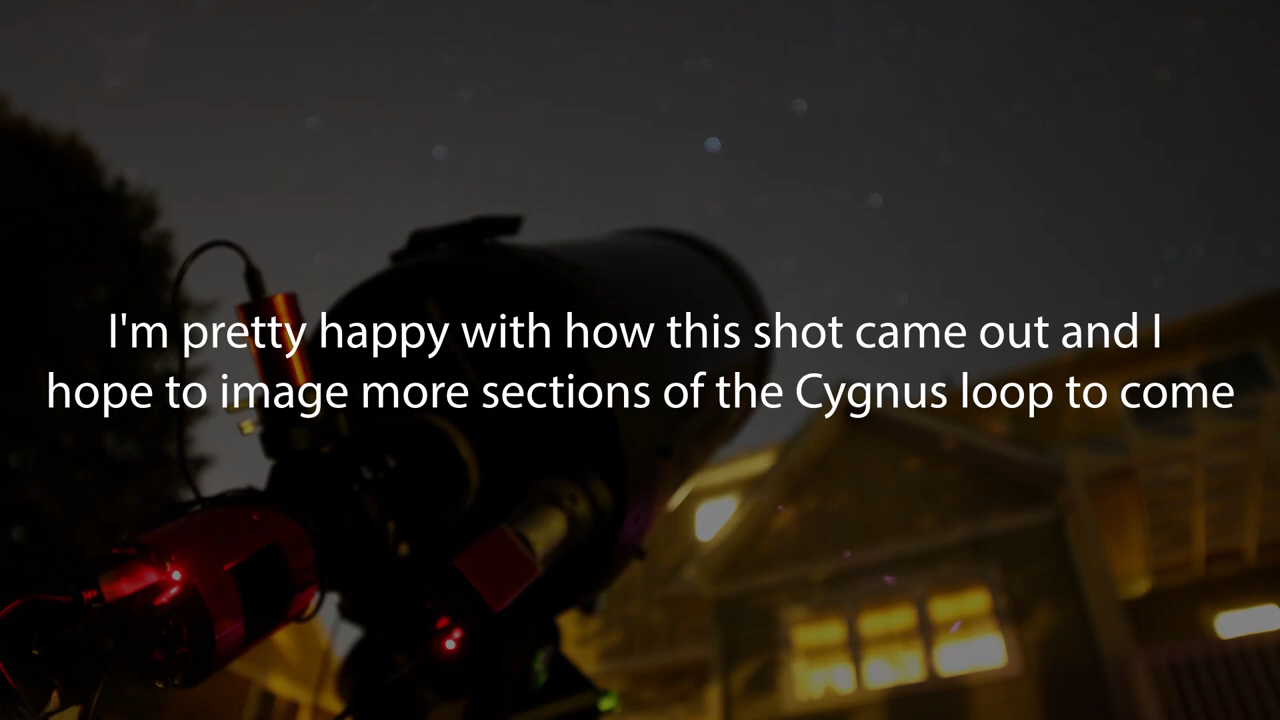 I'm pretty happy with how this shot came out and I
hope to image more sections of the Cygnus loop to come